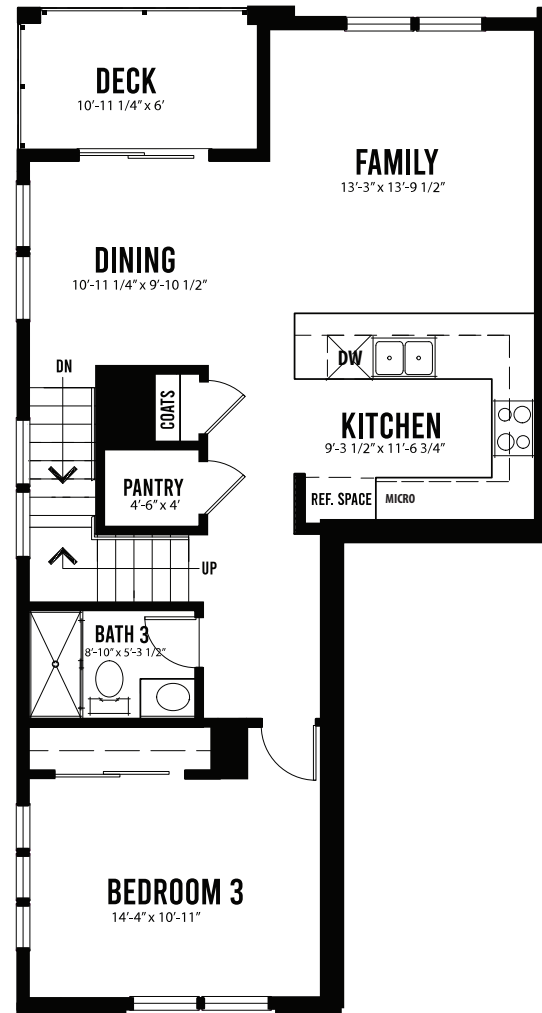 DECK
10'-11 1/4" x 6'
FAMILY
13'-3" x 13'-9 1/2"
DINING
10'-11 1/4" x 9'-10 1/2"
DN
DW
COATS
KITCHEN
9'-3 1/2" x 11'-6 3/4"
PANTRY
4'-6" x 4'
REF. SPACE
MICRO
UP
BATH 3
8'-10" x 5'-3 1/2"
BEDROOM 3
14'-4" x 10'-11"